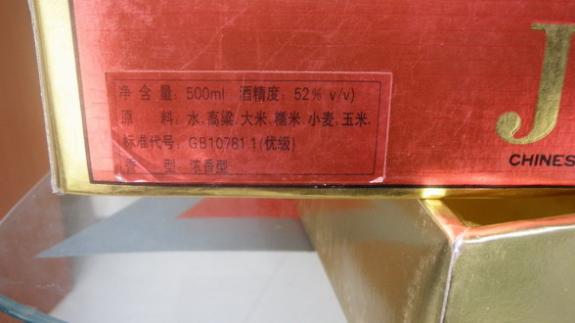 净 含 量: 500ml 酒精度: 52% v/v)
原 料: 水.高粱.大米.糯米.小麦.玉米.
标准代号: GB10781 1(优级)
型 浓香型
J
CHINES